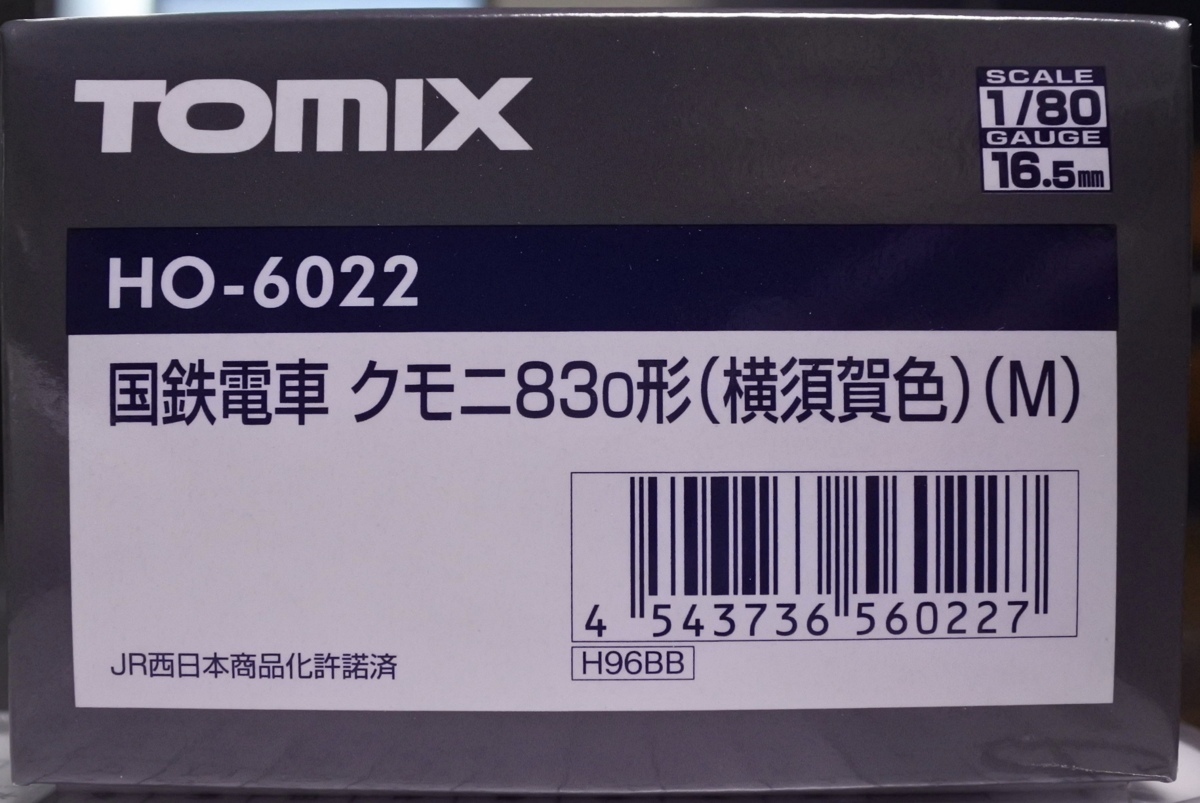 TOMIX
SCALE
1/80
GAUGE
16.5mm
HO-6022
国鉄電車 クモニ830形(横須賀色)(M)
4 543736 560227
H96BB
JR西日本商品化許諾済